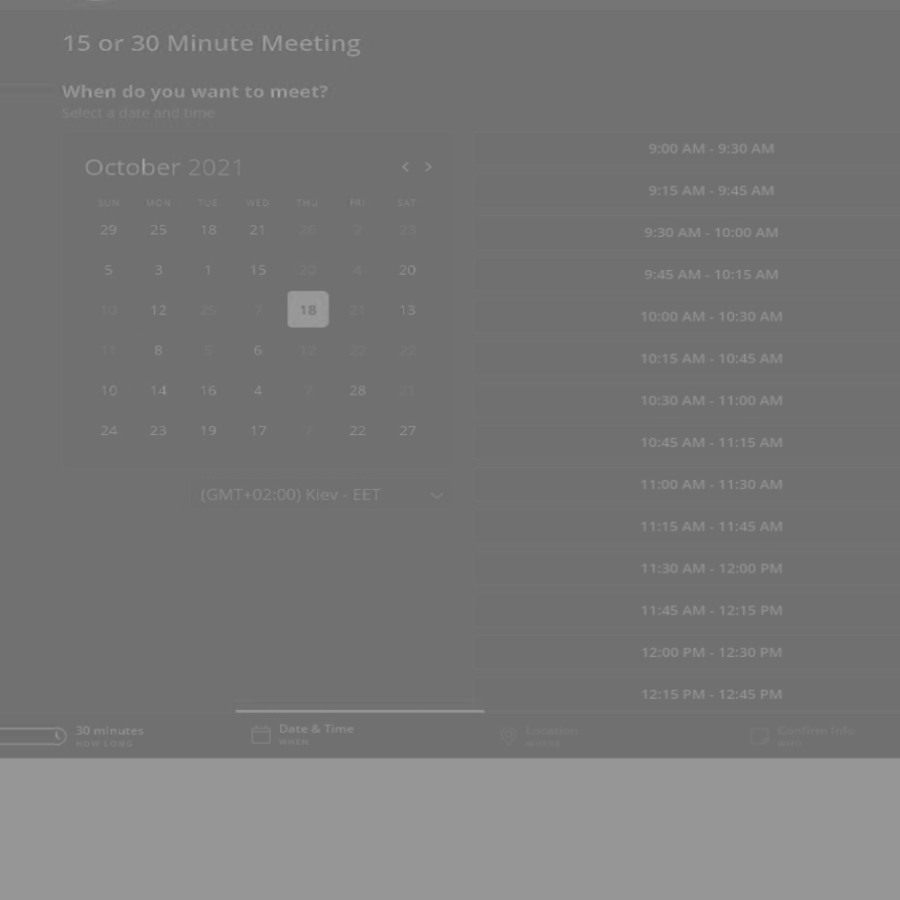 15 or 30 Minute Meeting
When do you want to meet?
Select a date and time
October 2021
SUN MON TUE WED THU FRI SAT
29 25 18 21 26 2 23
5 3 1 15 20 4 20
10 12 25 7 18 21 13
11 8 5 6 12 22 22
10 14 16 4 7 28 21
24 23 19 17 7 22 27
(GMT+02:00) Kiev - EET
9:00 AM - 9:30 AM
9:15 AM - 9:45 AM
9:30 AM - 10:00 AM
9:45 AM - 10:15 AM
10:00 AM - 10:30 AM
10:15 AM - 10:45 AM
10:30 AM - 11:00 AM
10:45 AM - 11:15 AM
11:00 AM - 11:30 AM
11:15 AM - 11:45 AM
11:30 AM - 12:00 PM
11:45 AM - 12:15 PM
12:00 PM - 12:30 PM
12:15 PM - 12:45 PM
30 minutes
HOW LONG
Date & Time
WHEN
Location
WHERE
Confirm Info